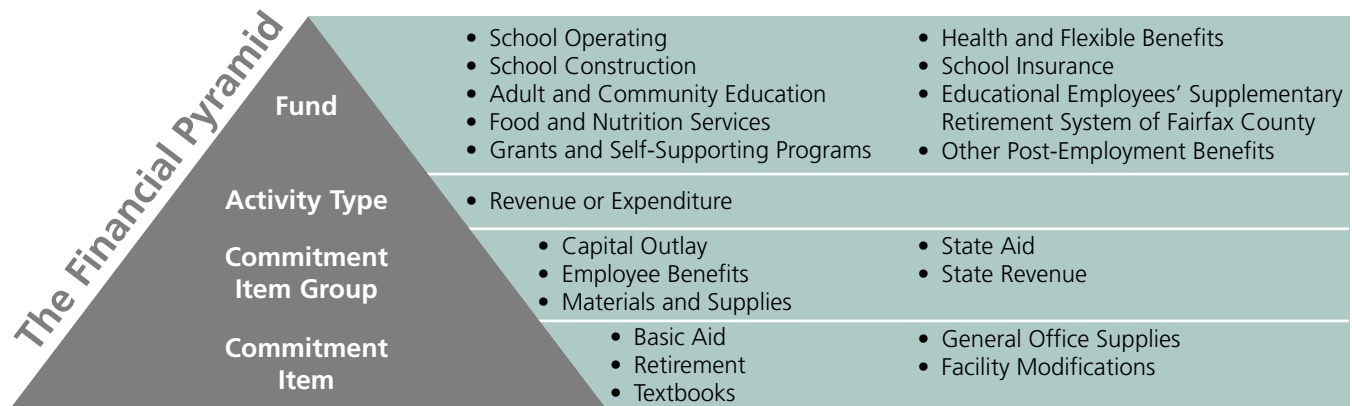 The Financial Pyramid
Fund
• School Operating
• School Construction
• Adult and Community Education
• Food and Nutrition Services
• Grants and Self-Supporting Programs
• Health and Flexible Benefits
• School Insurance
• Educational Employees’ Supplementary
Retirement System of Fairfax County
• Other Post-Employment Benefits
Activity Type
• Revenue or Expenditure
Commitment
Item Group
• Capital Outlay
• Employee Benefits
• Materials and Supplies
• State Aid
• State Revenue
Commitment
Item
• Basic Aid
• Retirement
• Textbooks
• General Office Supplies
• Facility Modifications